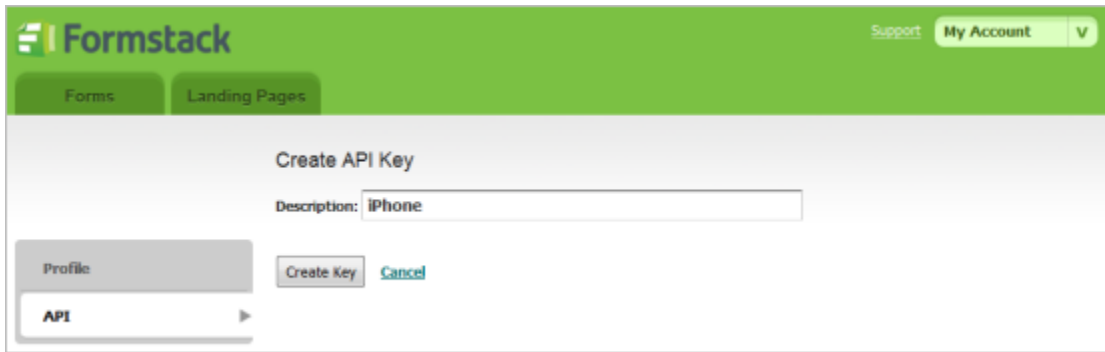 Formstack
Support
My Account
V
Forms
Landing Pages
Create API Key
Description: iPhone
Profile
Create Key Cancel
API